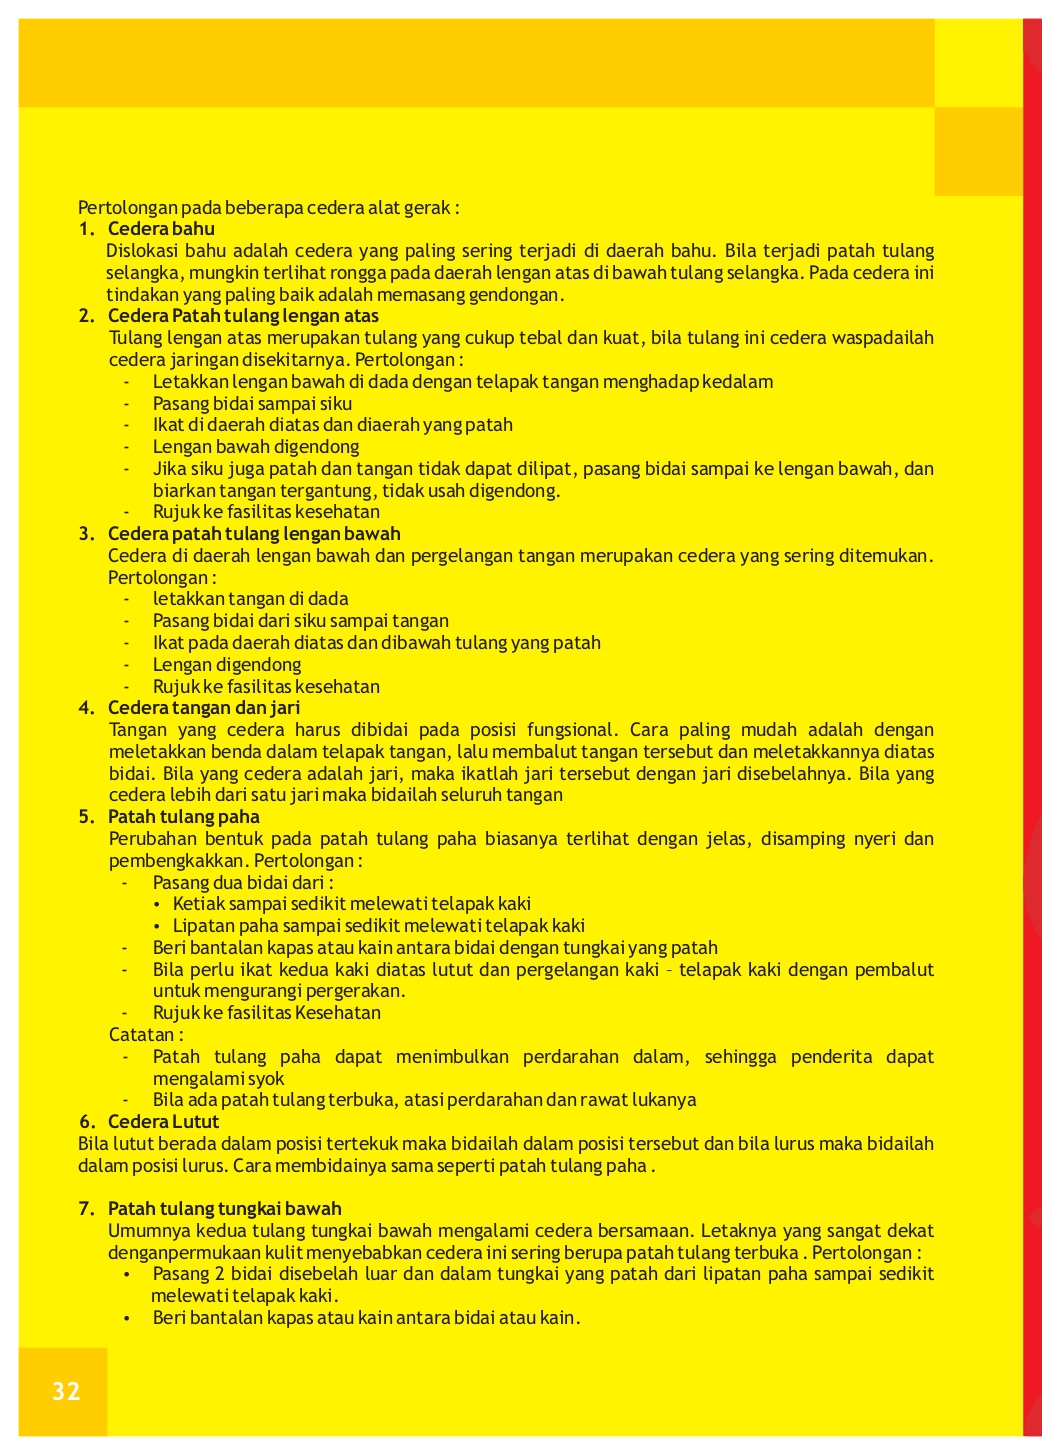 Pertolongan pada beberapa cedera alat gerak :
1. Cedera bahu
Dislokasi bahu adalah cedera yang paling sering terjadi di daerah bahu. Bila terjadi patah tulang
selangka, mungkin terlihat rongga pada daerah lengan atas di bawah tulang selangka. Pada cedera ini
tindakan yang paling baik adalah memasang gendongan.
2. Cedera Patah tulang lengan atas
Tulang lengan atas merupakan tulang yang cukup tebal dan kuat, bila tulang ini cedera waspadailah
cedera jaringan disekitarnya. Pertolongan :
- Letakkan lengan bawah di dada dengan telapak tangan menghadap kedalam
- Pasang bidai sampai siku
- Ikat di daerah diatas dan diaerah yang patah
- Lengan bawah digendong
- Jika siku juga patah dan tangan tidak dapat dilipat, pasang bidai sampai ke lengan bawah, dan
biarkan tangan tergantung, tidak usah digendong.
- Rujuk ke fasilitas kesehatan
3. Cedera patah tulang lengan bawah
Cedera di daerah lengan bawah dan pergelangan tangan merupakan cedera yang sering ditemukan.
Pertolongan :
- letakkan tangan di dada
- Pasang bidai dari siku sampai tangan
- Ikat pada daerah diatas dan dibawah tulang yang patah
- Lengan digendong
- Rujuk ke fasilitas kesehatan
4. Cedera tangan dan jari
Tangan yang cedera harus dibidai pada posisi fungsional. Cara paling mudah adalah dengan
meletakkan benda dalam telapak tangan, lalu membalut tangan tersebut dan meletakkannya diatas
bidai. Bila yang cedera adalah jari, maka ikatlah jari tersebut dengan jari disebelahnya. Bila yang
cedera lebih dari satu jari maka bidailah seluruh tangan
5. Patah tulang paha
Perubahan bentuk pada patah tulang paha biasanya terlihat dengan jelas, disamping nyeri dan
pembengkakkan. Pertolongan :
- Pasang dua bidai dari :
• Ketiak sampai sedikit melewati telapak kaki
• Lipatan paha sampai sedikit melewati telapak kaki
- Beri bantalan kapas atau kain antara bidai dengan tungkai yang patah
- Bila perlu ikat kedua kaki diatas lutut dan pergelangan kaki – telapak kaki dengan pembalut
untuk mengurangi pergerakan.
- Rujuk ke fasilitas Kesehatan
Catatan :
- Patah tulang paha dapat menimbulkan perdarahan dalam, sehingga penderita dapat
mengalami syok
- Bila ada patah tulang terbuka, atasi perdarahan dan rawat lukanya
6. Cedera Lutut
Bila lutut berada dalam posisi tertekuk maka bidailah dalam posisi tersebut dan bila lurus maka bidailah
dalam posisi lurus. Cara membidainya sama seperti patah tulang paha .
7. Patah tulang tungkai bawah
Umumnya kedua tulang tungkai bawah mengalami cedera bersamaan. Letaknya yang sangat dekat
denganpermukaan kulit menyebabkan cedera ini sering berupa patah tulang terbuka . Pertolongan :
• Pasang 2 bidai disebelah luar dan dalam tungkai yang patah dari lipatan paha sampai sedikit
melewati telapak kaki.
• Beri bantalan kapas atau kain antara bidai atau kain.
32